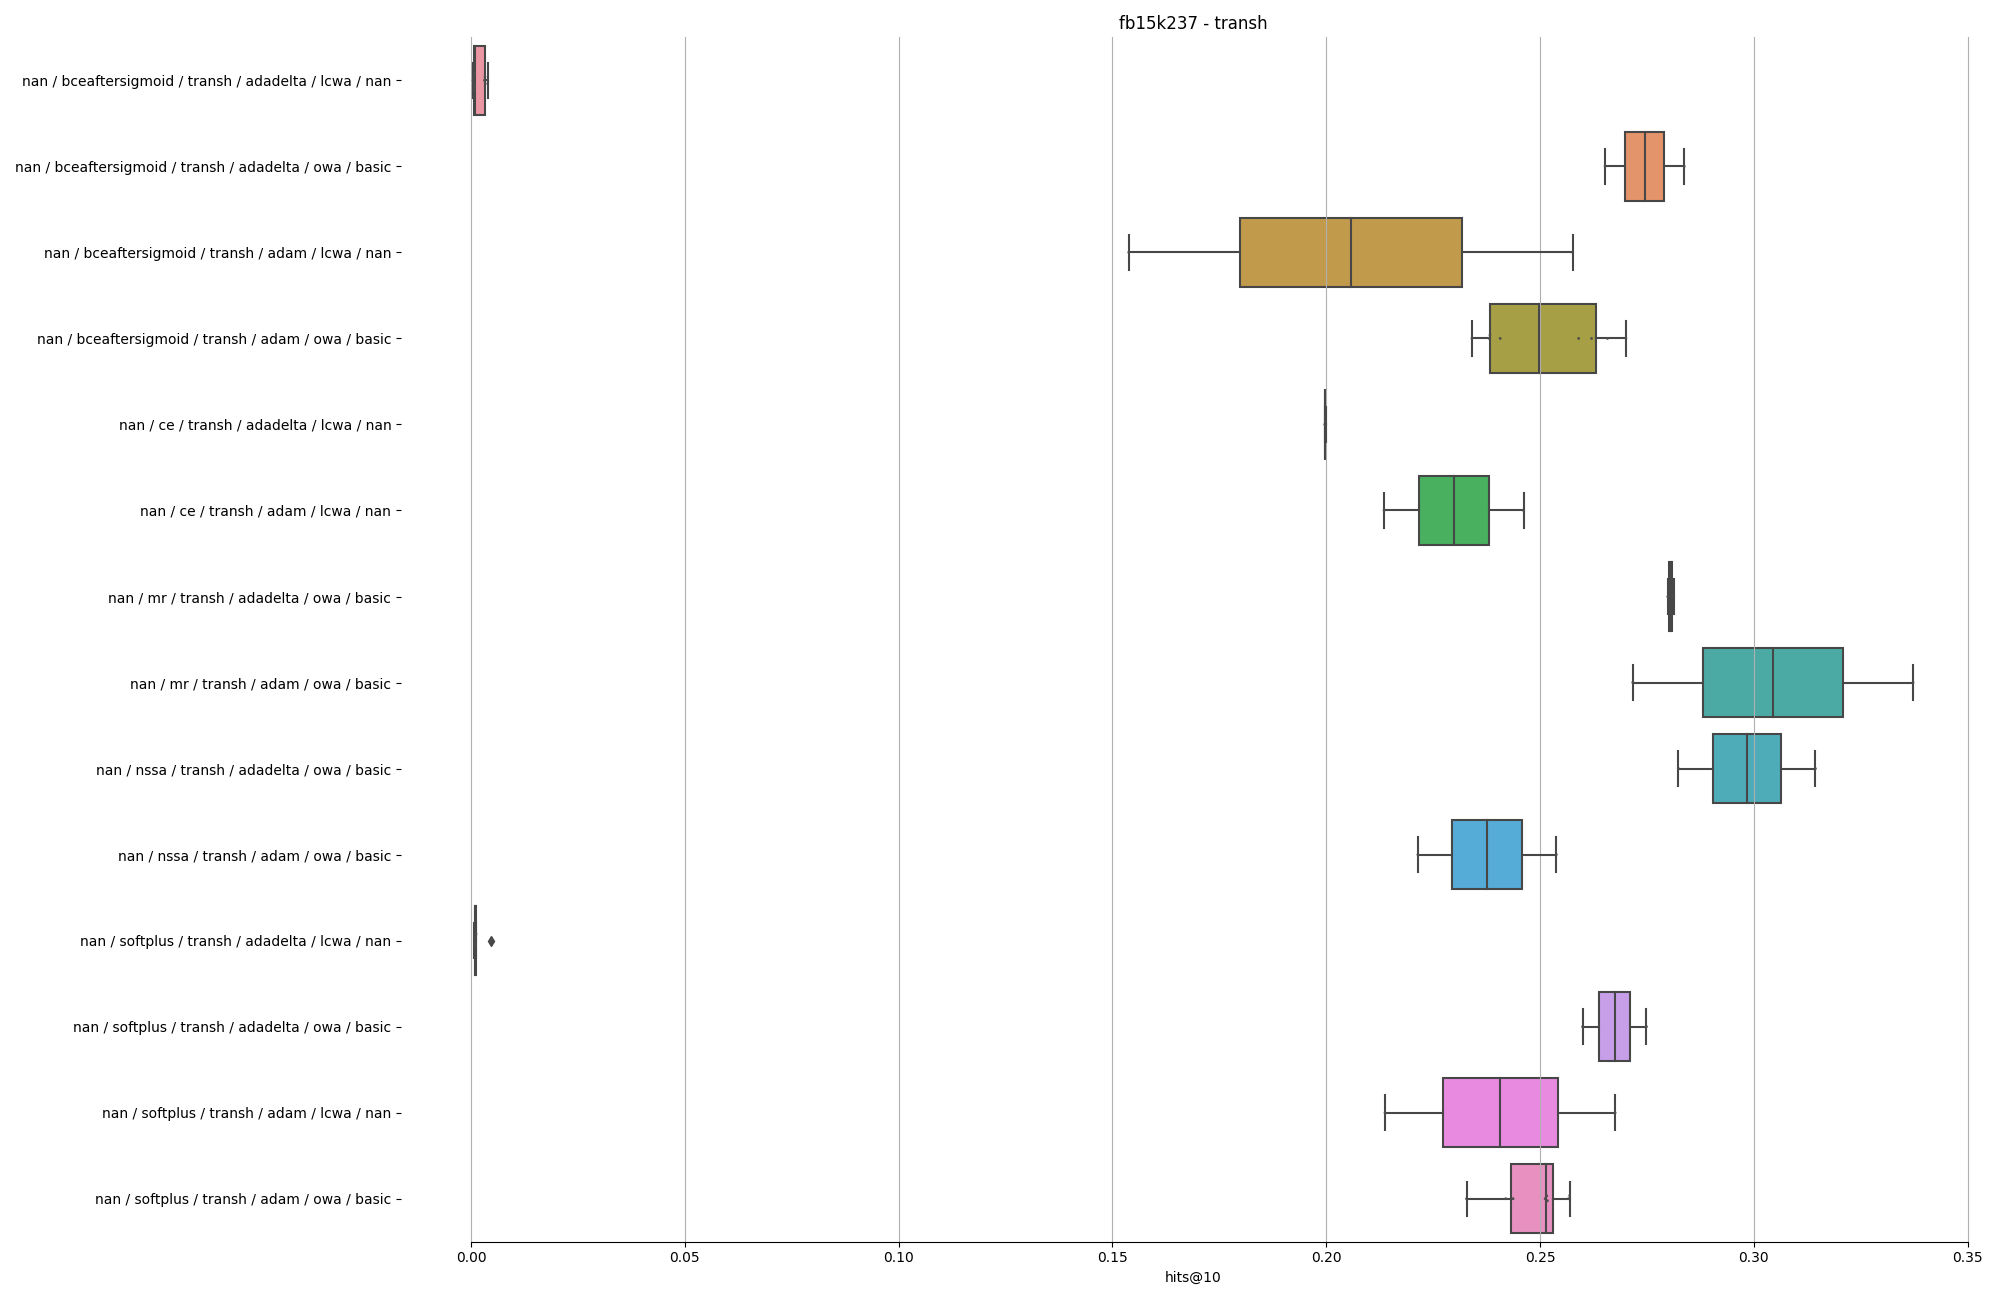 fb15k237 - transh
nan / bceaftersigmoid / transh / adadelta / lcwa / nan
nan / bceaftersigmoid / transh / adadelta / owa / basic
nan / bceaftersigmoid / transh / adam / lcwa / nan
nan / bceaftersigmoid / transh / adam / owa / basic
nan / ce / transh / adadelta / lcwa / nan
nan / ce / transh / adam / lcwa / nan
nan / mr / transh / adadelta / owa / basic
nan / mr / transh / adam / owa / basic
nan / nssa / transh / adadelta / owa / basic
nan / nssa / transh / adam / owa / basic
nan / softplus / transh / adadelta / lcwa / nan
nan / softplus / transh / adadelta / owa / basic
nan / softplus / transh / adam / lcwa / nan
nan / softplus / transh / adam / owa / basic
0.00 0.05 0.10 0.15 0.20 0.25 0.30 0.35
hits@10